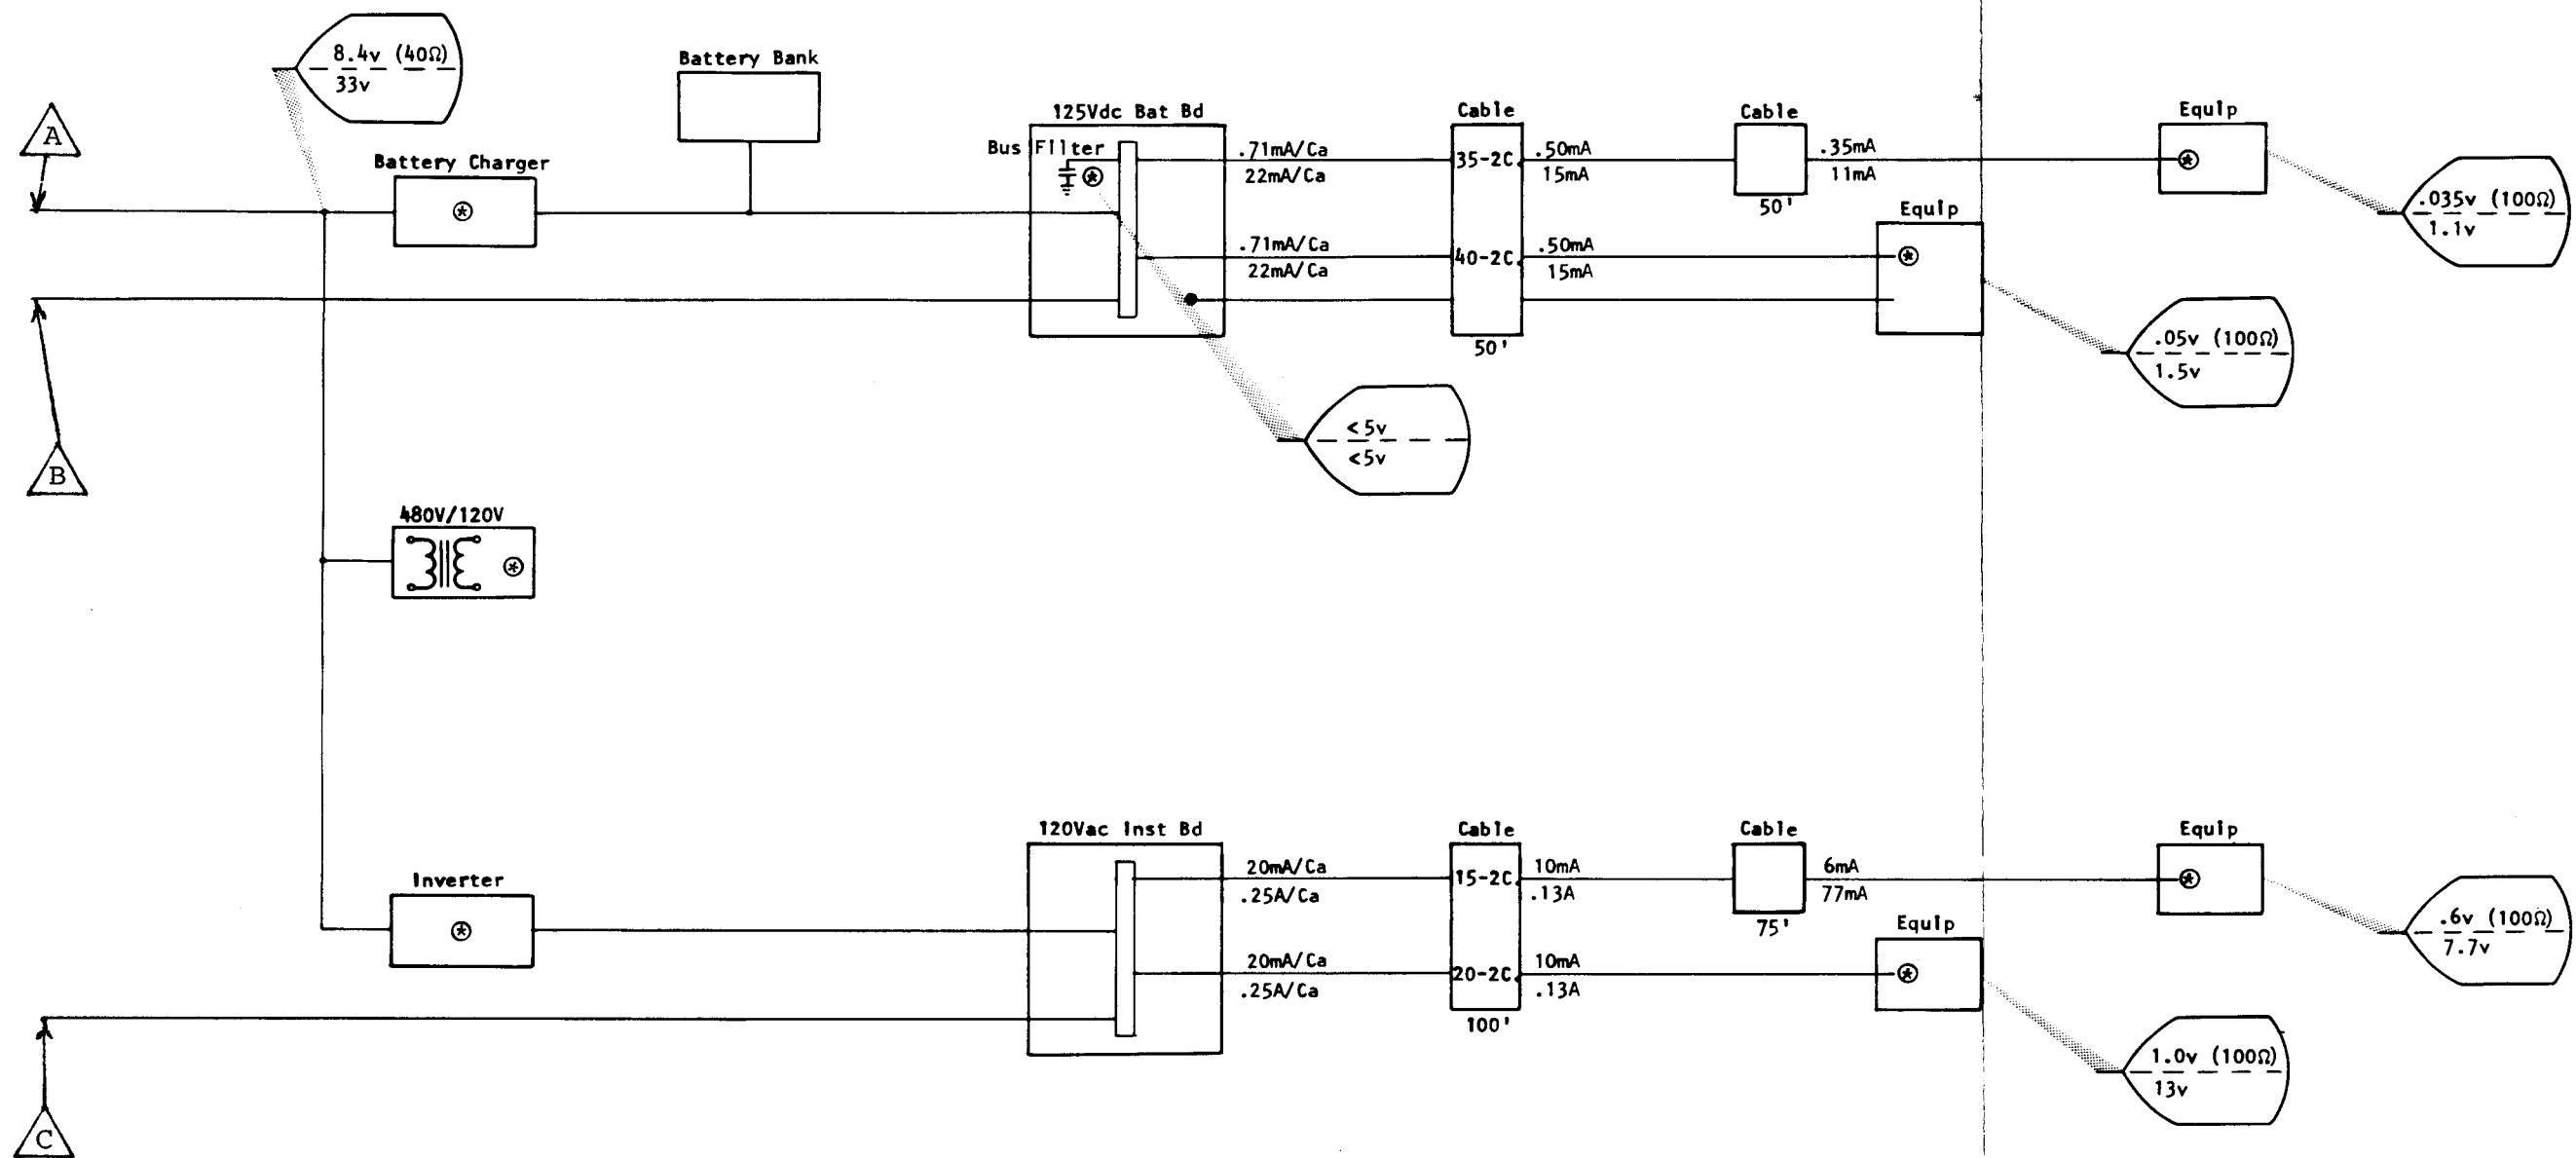 8.4v (40Ω)
33v
Battery Bank
A
Battery Charger
125Vdc Bat Bd
Bus Filter
.71mA/Ca
22mA/Ca
.71mA/Ca
22mA/Ca
Cable
35-2C
40-2C
50'
.50mA
15mA
.50mA
15mA
Cable
50'
.35mA
11mA
Equip
Equip
.035v (100Ω)
1.1v
.05v (100Ω)
1.5v
<5v
<5v
B
480V/120V
Inverter
120Vac Inst Bd
20mA/Ca
.25A/Ca
20mA/Ca
.25A/Ca
Cable
15-2C
20-2C
100'
10mA
.13A
10mA
.13A
Cable
75'
6mA
77mA
Equip
Equip
.6v (100Ω)
7.7v
1.0v (100Ω)
13v
C